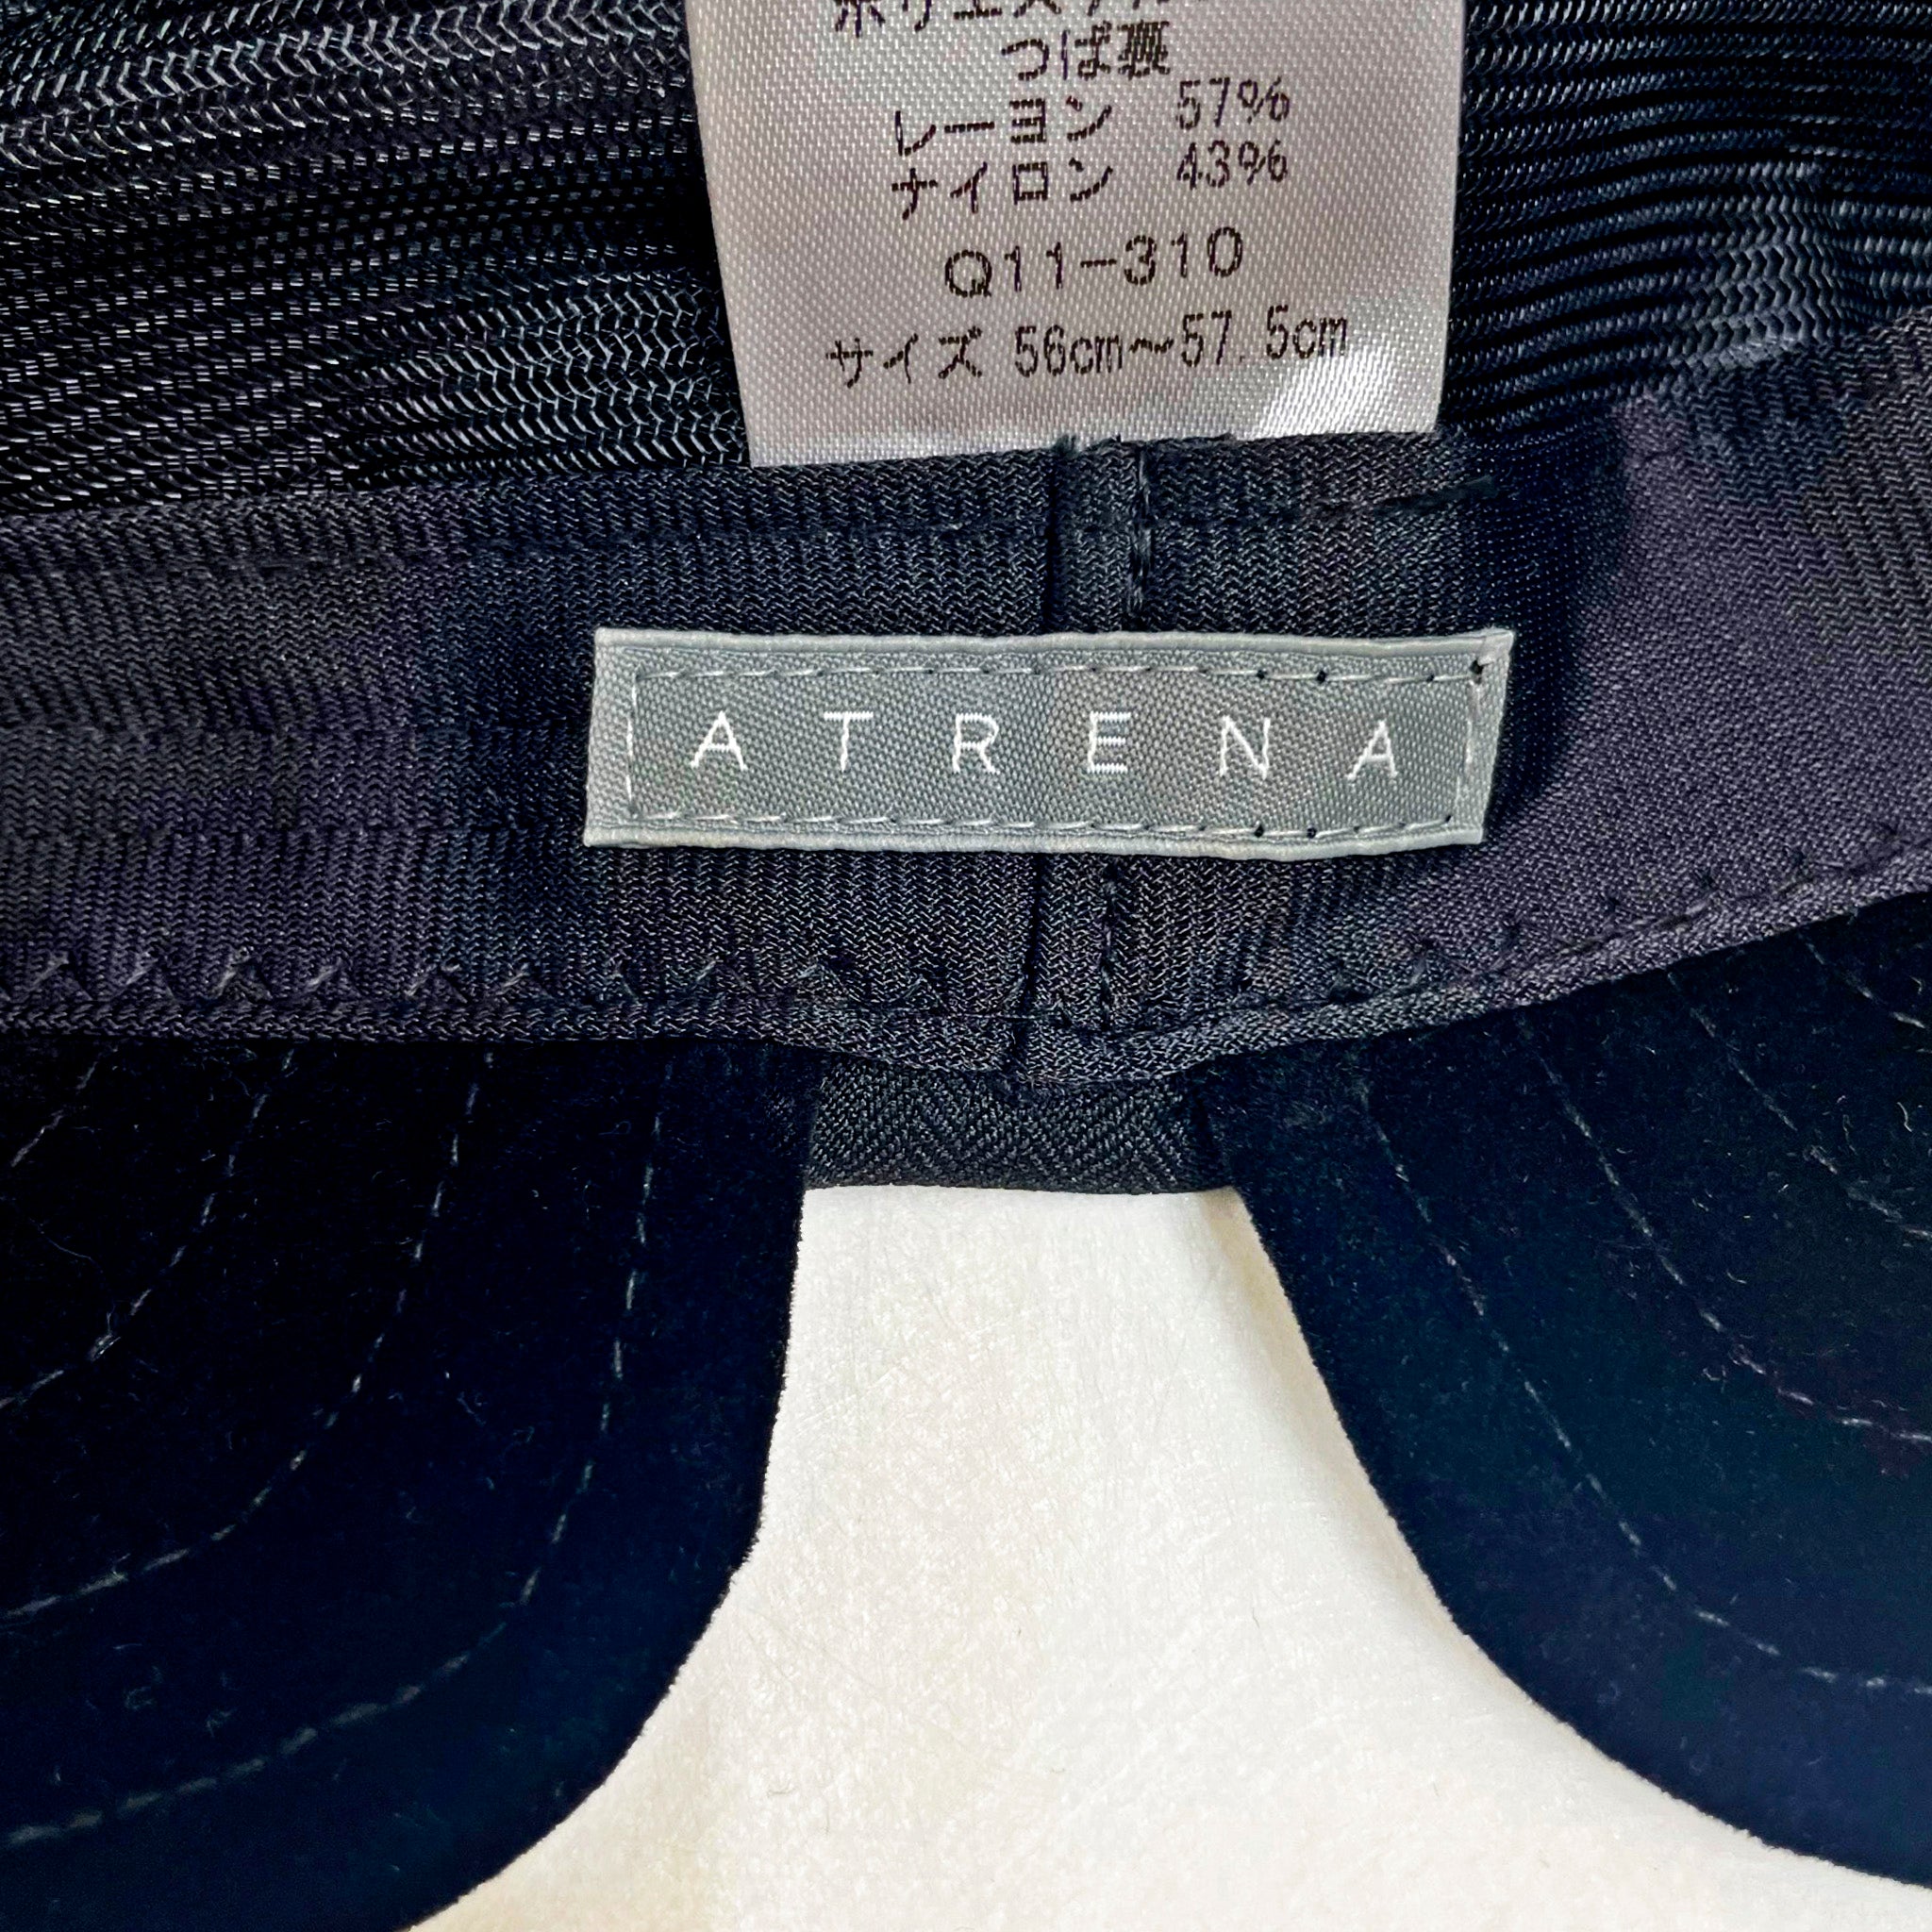 つば裏
レーヨン 57%
ナイロン 43%
Q11-310
サイズ 56cm~57.5cm
ATRENA